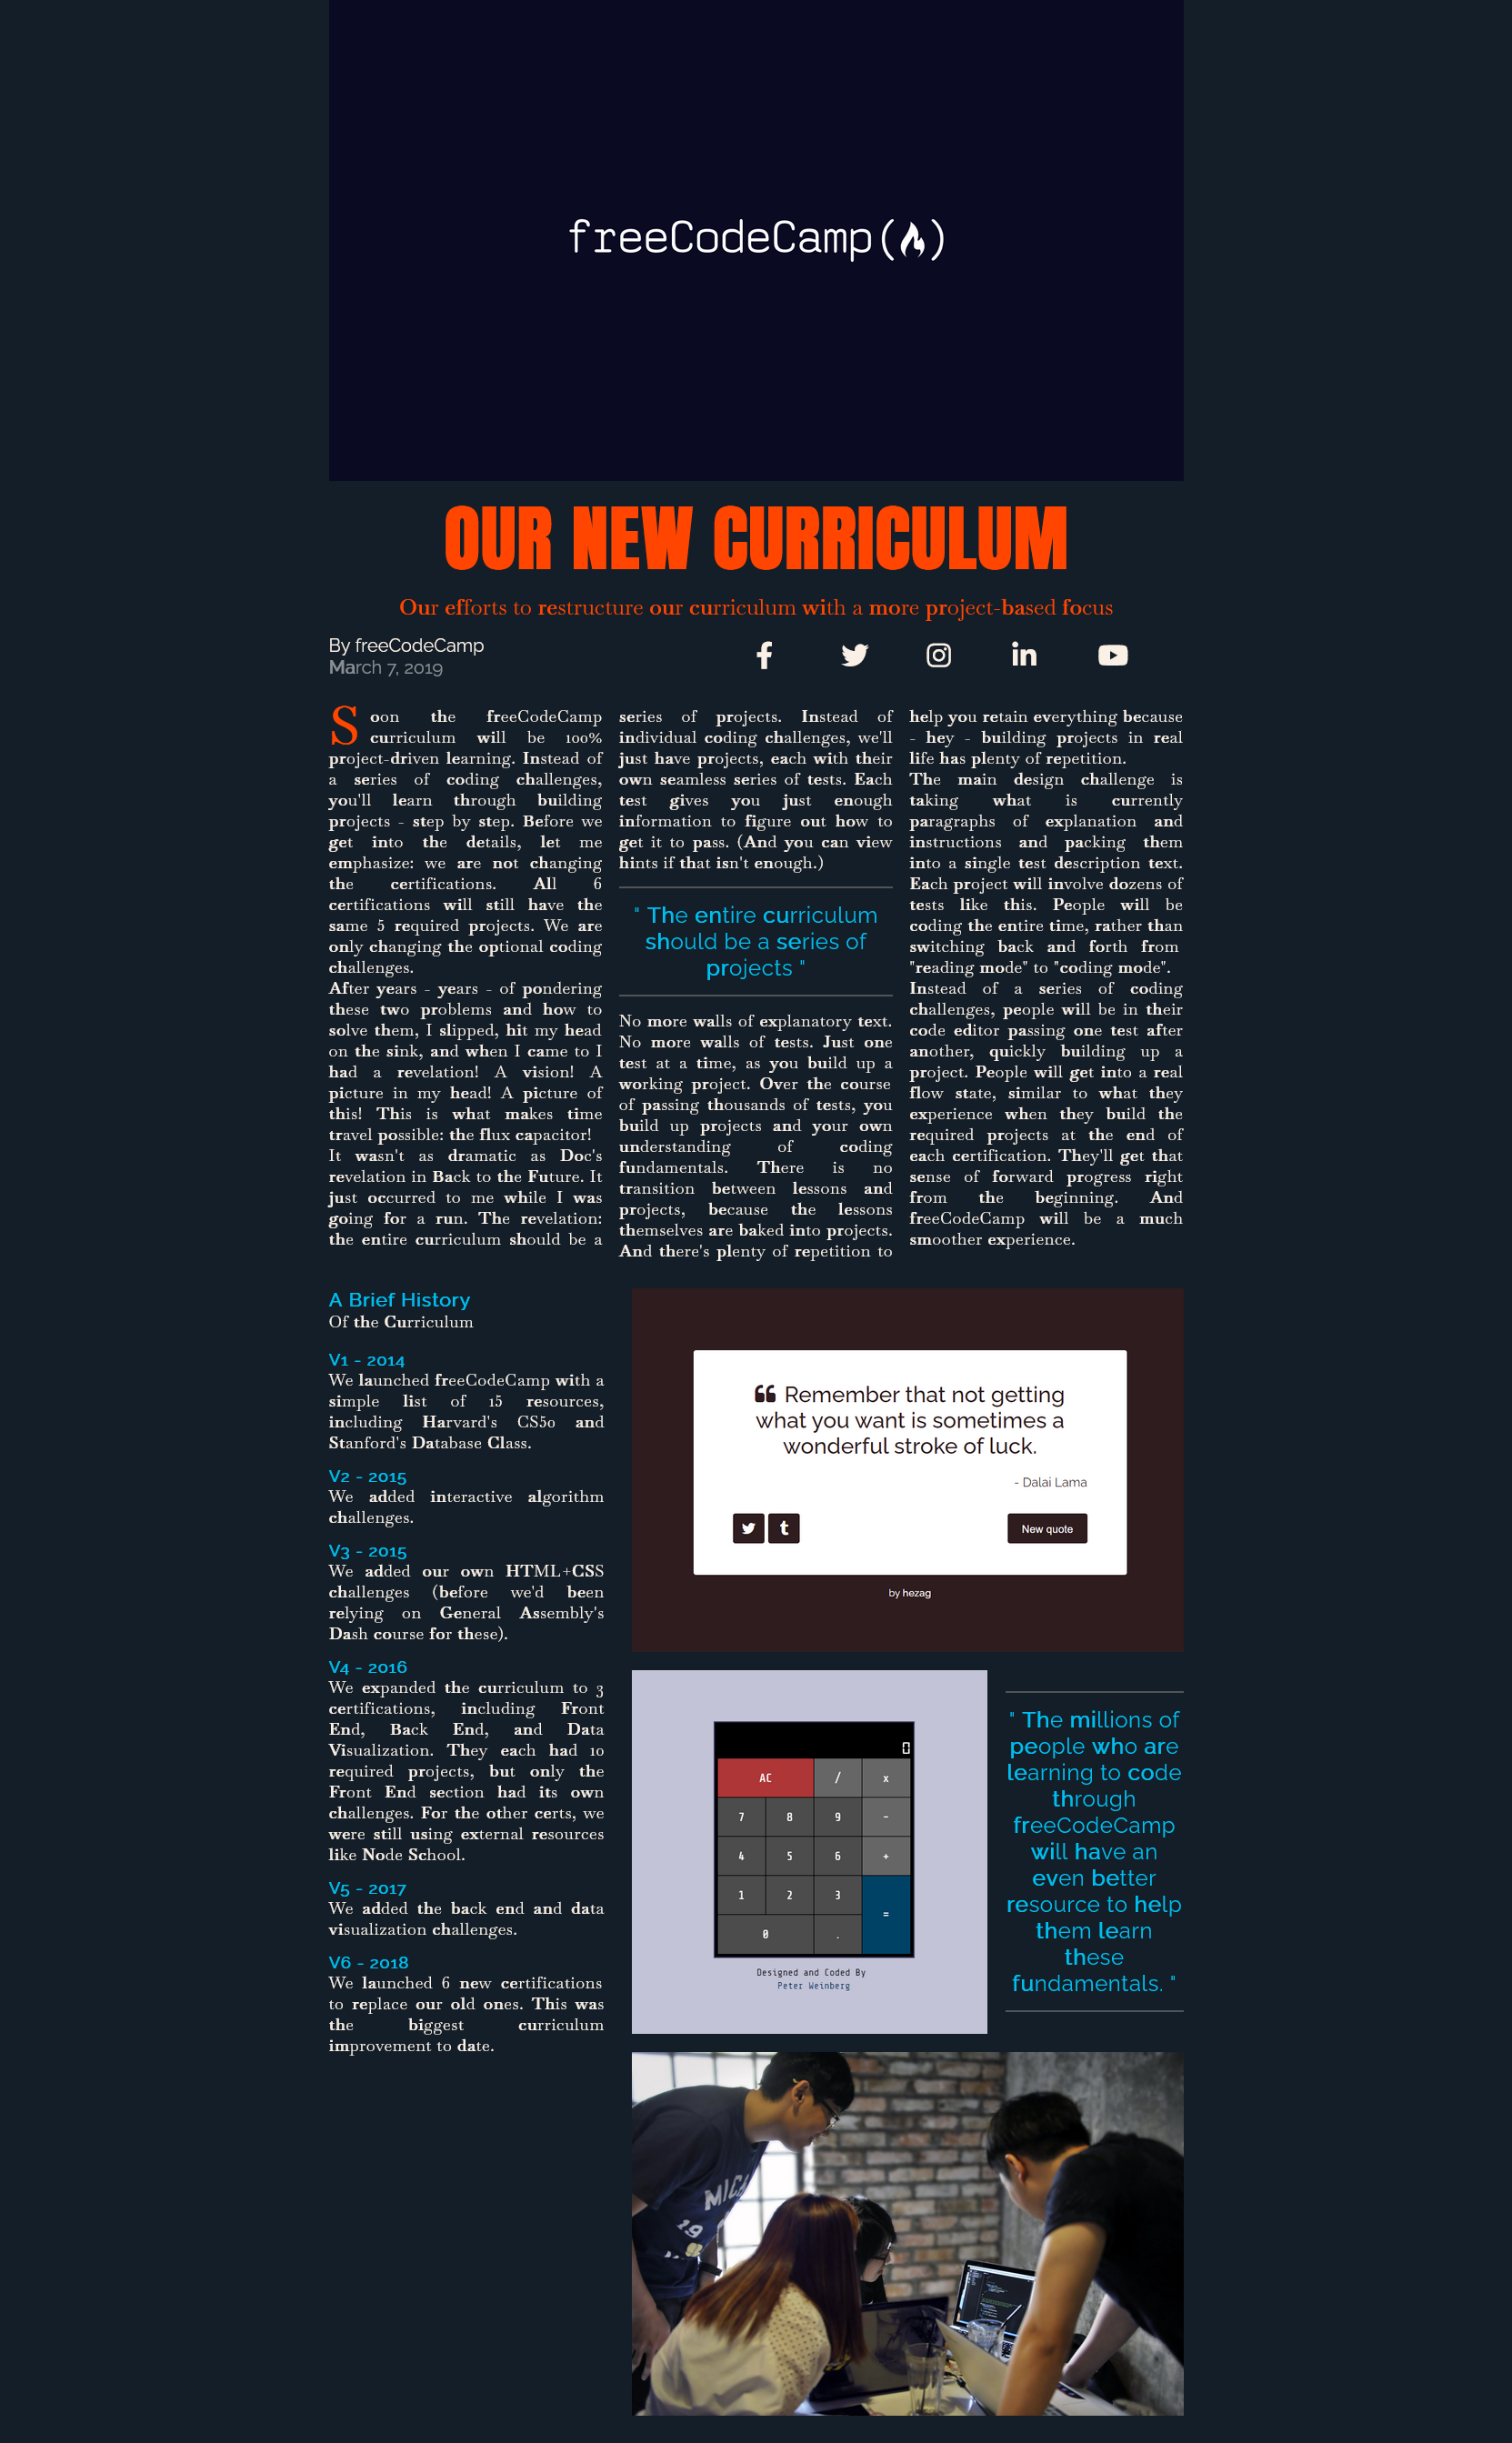 freeCodeCamp()
OUR NEW CURRICULUM
Our efforts to restructure our curriculum with a more project-based focus
By freeCodeCamp
March 7, 2019
Soon the freeCodeCamp
curriculum will be 100%
project-driven learning. Instead of
a series of coding challenges,
you'll learn through building
projects - step by step. Before we
get into the details, let me
emphasize: we are not changing
the certifications. All 6
certifications will still have the
same 5 required projects. We are
only changing the optional coding
challenges.
After years - years - of pondering
these two problems and how to
solve them, I slipped, hit my head
on the sink, and when I came to I
had a revelation! A vision! A
picture in my head! A picture of
this! This is what makes time
travel possible: the flux capacitor!
It wasn't as dramatic as Doc's
revelation in Back to the Future. It
just occurred to me while I was
going for a run. The revelation:
the entire curriculum should be a
series of projects. Instead of
individual coding challenges, we'll
just have projects, each with their
own seamless series of tests. Each
test gives you just enough
information to figure out how to
get it to pass. (And you can view
hints if that isn't enough.)
" The entire curriculum
should be a series of
projects "
No more walls of explanatory text.
No more walls of tests. Just one
test at a time, as you build up a
working project. Over the course
of passing thousands of tests, you
build up projects and your own
understanding of coding
fundamentals. There is no
transition between lessons and
projects, because the lessons
themselves are baked into projects.
And there's plenty of repetition to
help you retain everything because
- hey - building projects in real
life has plenty of repetition.
The main design challenge is
taking what is currently
paragraphs of explanation and
instructions and packing them
into a single test description text.
Each project will involve dozens of
tests like this. People will be
coding the entire time, rather than
switching back and forth from
"reading mode" to "coding mode".
Instead of a series of coding
challenges, people will be in their
code editor passing one test after
another, quickly building up a
project. People will get into a real
flow state, similar to what they
experience when they build the
required projects at the end of
each certification. They'll get that
sense of forward progress right
from the beginning. And
freeCodeCamp will be a much
smoother experience.
A Brief History
Of the Curriculum
V1 - 2014
We launched freeCodeCamp with a
simple list of 15 resources,
including Harvard's CS50 and
Stanford's Database Class.
V2 - 2015
We added interactive algorithm
challenges.
V3 - 2015
We added our own HTML+CSS
challenges (before we'd been
relying on General Assembly's
Dash course for these).
V4 - 2016
We expanded the curriculum to 3
certifications, including Front
End, Back End, and Data
Visualization. They each had 10
required projects, but only the
Front End section had its own
challenges. For the other certs, we
were still using external resources
like Node School.
V5 - 2017
We added the back end and data
visualization challenges.
V6 - 2018
We launched 6 new certifications
to replace our old ones. This was
the biggest curriculum
improvement to date.
“ Remember that not getting
what you want is sometimes a
wonderful stroke of luck.
- Dalai Lama
t
New quote
by hezag
0
AC / x
7 8 9 -
4 5 6 +
1 2 3 =
0 .
Designed and Coded By
Peter Weinberg
" The millions of
people who are
learning to code
through
freeCodeCamp
will have an
even better
resource to help
them learn
these
fundamentals. "
19